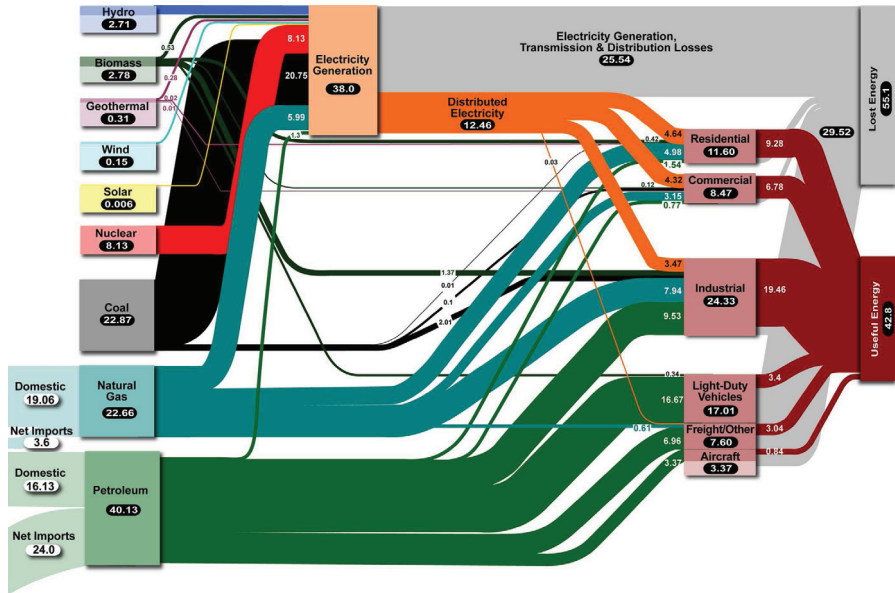 Hydro
2.71
Biomass
2.78
Geothermal
0.31
Wind
0.15
Solar
0.006
Nuclear
8.13
Coal
22.87
Domestic
19.06
Net Imports
3.6
Natural
Gas
22.66
Domestic
16.13
Net Imports
24.0
Petroleum
40.13
0.53
0.28
0.02
0.01
8.13
20.75
5.99
1.3
Electricity
Generation
38.0
Electricity Generation,
Transmission & Distribution Losses
25.54
Distributed
Electricity
12.46
0.03
0.42
4.64
4.98
1.54
0.12
4.32
3.15
0.77
1.37
0.01
0.1
2.01
3.47
7.94
9.53
0.34
16.67
0.61
6.96
3.37
Residential
11.60
Commercial
8.47
Industrial
24.33
Light-Duty
Vehicles
17.01
Freight/Other
7.60
Aircraft
3.37
9.28
6.78
19.46
3.4
3.04
0.84
29.52
Lost Energy
55.1
Useful Energy
42.8